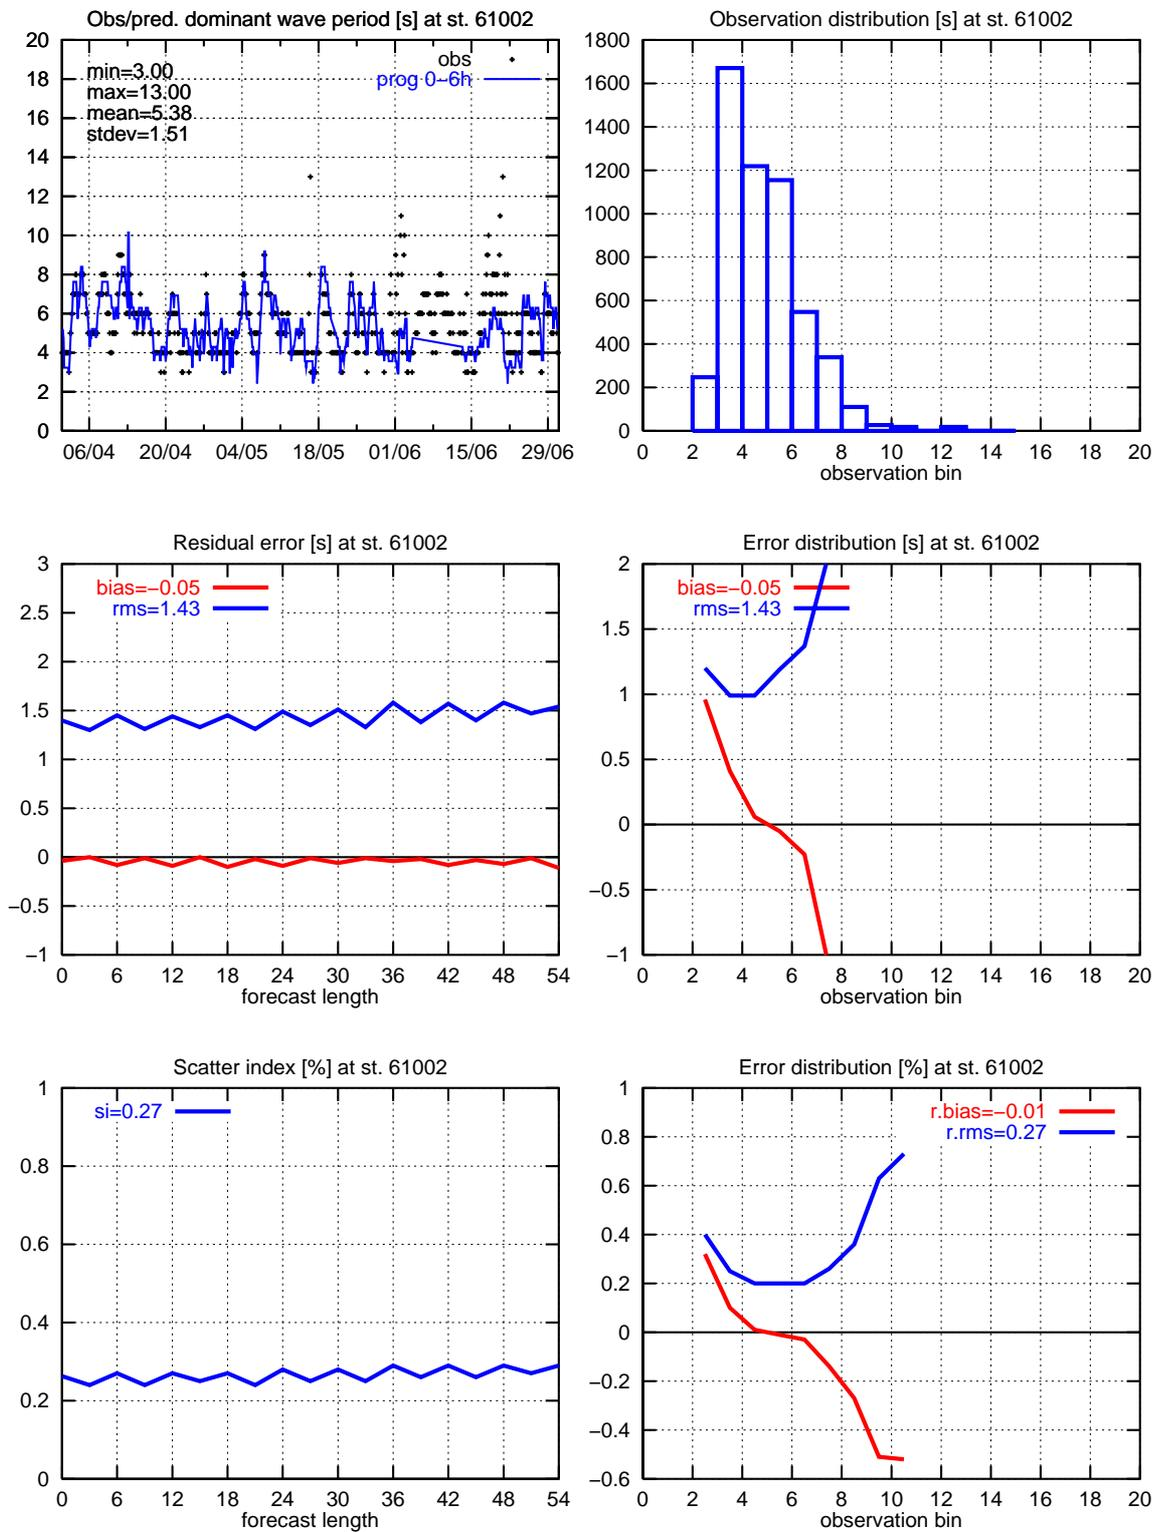 Obs/pred. dominant wave period [s] at st. 61002
20
18
16
14
12
10
8
6
4
2
0
min=3.00
max=13.00
mean=5.38
stdev=1.51
obs
prog 0−6h
06/04 20/04 04/05 18/05 01/06 15/06 29/06
Observation distribution [s] at st. 61002
1800
1600
1400
1200
1000
800
600
400
200
0
0 2 4 6 8 10 12 14 16 18 20
observation bin
Residual error [s] at st. 61002
3
2.5
2
1.5
1
0.5
0
−0.5
−1
bias=−0.05
rms=1.43
0 6 12 18 24 30 36 42 48 54
forecast length
Error distribution [s] at st. 61002
2
1.5
1
0.5
0
−0.5
−1
bias=−0.05
rms=1.43
0 2 4 6 8 10 12 14 16 18 20
observation bin
Scatter index [%] at st. 61002
1
0.8
0.6
0.4
0.2
0
si=0.27
0 6 12 18 24 30 36 42 48 54
forecast length
Error distribution [%] at st. 61002
1
0.8
0.6
0.4
0.2
0
−0.2
−0.4
−0.6
r.bias=−0.01
r.rms=0.27
0 2 4 6 8 10 12 14 16 18 20
observation bin